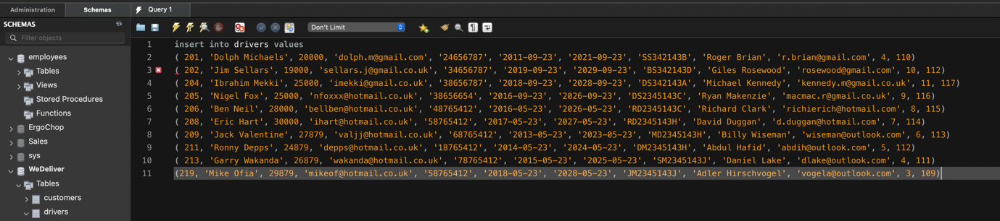 Administration Schemas Query 1
SCHEMAS
Filter objects
Don't Limit
employees
Tables
Views
Stored Procedures
Functions
ErgoChop
Sales
sys
WeDeliver
Tables
customers
drivers
1 insert into drivers values
2 ( 201, 'Dolph Michaels', 20000, 'dolph.m@gmail.com', '24656787', '2011-09-23', '2021-09-23', 'SS342143B', 'Roger Brian', 'r.brian@gmail.com', 4, 110)
3 ( 202, 'Jim Sellars', 19000, 'sellars.j@gmail.co.uk', '34656787', '2019-09-23', '2029-09-23', 'BS342143D', 'Giles Rosewood', 'rosewood@gmail.com', 10, 112)
4 ( 204, 'Ibrahim Mekki', 25000, 'imekki@gmail.co.uk', '38656787', '2018-09-23', '2028-09-23', 'DS342143A', 'Michael Kennedy', 'kennedy.m@gmail.co.uk', 11, 117)
5 ( 205, 'Nigel Fox', 25000, 'nfoxxx@hotmail.co.uk', '38656654', '2016-09-23', '2026-09-23', 'DS2343143C', 'Ryan Makenzie', 'macmac.r@gmail.co.uk', 9, 116)
6 ( 206, 'Ben Neil', 28000, 'bellben@hotmail.co.uk', '48765412', '2016-05-23', '2026-05-23', 'RD2343143C', 'Richard Clark', 'richierich@hotmail.com', 8, 115)
7 ( 208, 'Eric Hart', 30000, 'ihart@hotmail.co.uk', '58765412', '2017-05-23', '2027-05-23', 'RD2345143H', 'David Duggan', 'd.duggan@hotmail.com', 7, 114)
8 ( 209, 'Jack Valentine', 27879, 'valjj@hotmail.co.uk', '68765412', '2013-05-23', '2023-05-23', 'MD2345143H', 'Billy Wiseman', 'wiseman@outlook.com', 6, 113)
9 ( 211, 'Ronny Depps', 24879, 'depps@hotmail.co.uk', '18765412', '2014-05-23', '2024-05-23', 'DM2345143H', 'Abdul Hafid', 'abdih@outlook.com', 5, 112)
10 ( 213, 'Garry Wakanda', 26879, 'wakanda@hotmail.co.uk', '78765412', '2015-05-23', '2025-05-23', 'SM2345143J', 'Daniel Lake', 'dlake@outlook.com', 4, 111)
11 (219, 'Mike Ofia', 29879, 'mikeof@hotmail.co.uk', '58765412', '2018-05-23', '2028-05-23', 'JM2345143J', 'Adler Hirschvogel', 'vogela@outlook.com', 3, 109)